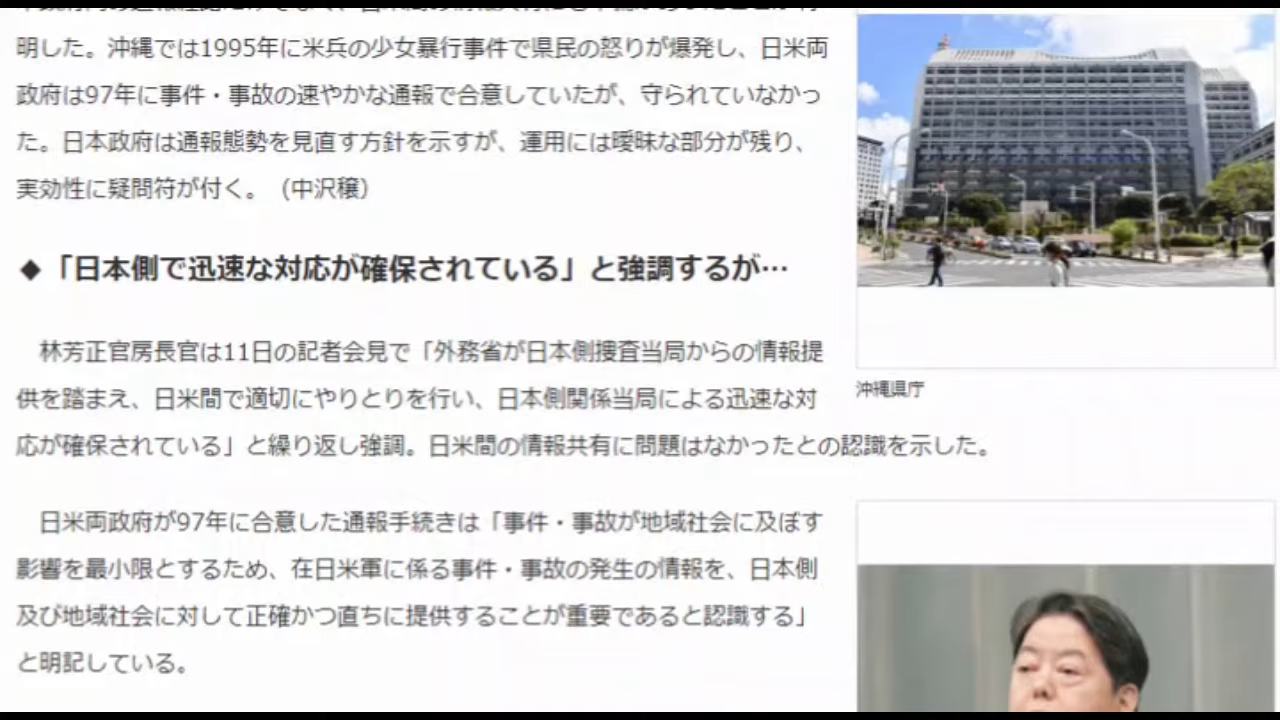 明した。沖縄では1995年に米兵の少女暴行事件で県民の怒りが爆発し、日米両
政府は97年に事件・事故の速やかな通報で合意していたが、守られていなかっ
た。日本政府は通報態勢を見直す方針を示すが、運用には曖昧な部分が残り、
実効性に疑問符が付く。（中沢穣）
◆「日本側で迅速な対応が確保されている」と強調するが…
林芳正官房長官は11日の記者会見で「外務省が日本側捜査当局からの情報提
供を踏まえ、日米間で適切にやりとりを行い、日本側関係当局による迅速な対
応が確保されている」と繰り返し強調。日米間の情報共有に問題はなかったとの認識を示した。
沖縄県庁
日米両政府が97年に合意した通報手続きは「事件・事故が地域社会に及ぼす
影響を最小限とするため、在日米軍に係る事件・事故の発生の情報を、日本側
及び地域社会に対して正確かつ直ちに提供することが重要であると認識する」
と明記している。